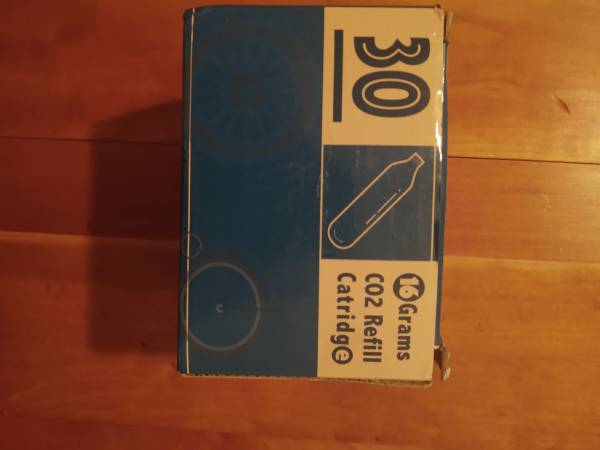 30
16 Grams
CO2 Refill
Catridge